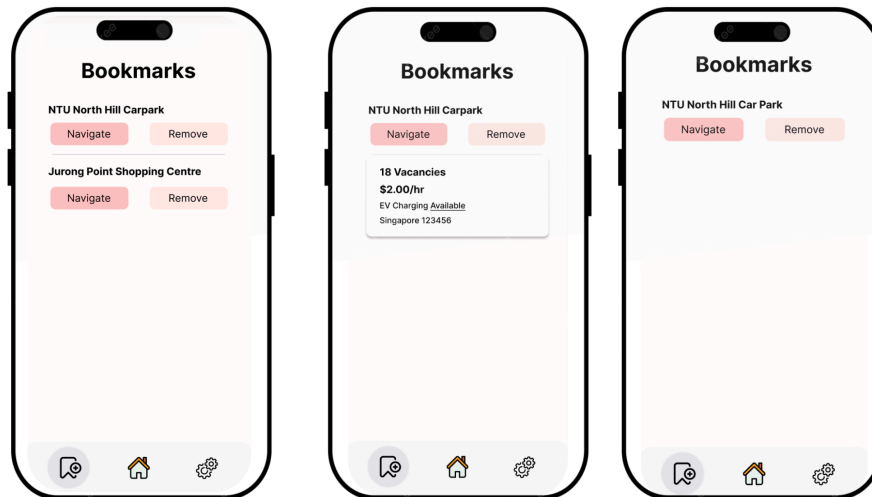 Bookmarks
NTU North Hill Carpark
Navigate Remove
Jurong Point Shopping Centre
Navigate Remove
Bookmarks
NTU North Hill Carpark
Navigate Remove
18 Vacancies
$2.00/hr
EV Charging Available
Singapore 123456
Bookmarks
NTU North Hill Car Park
Navigate Remove